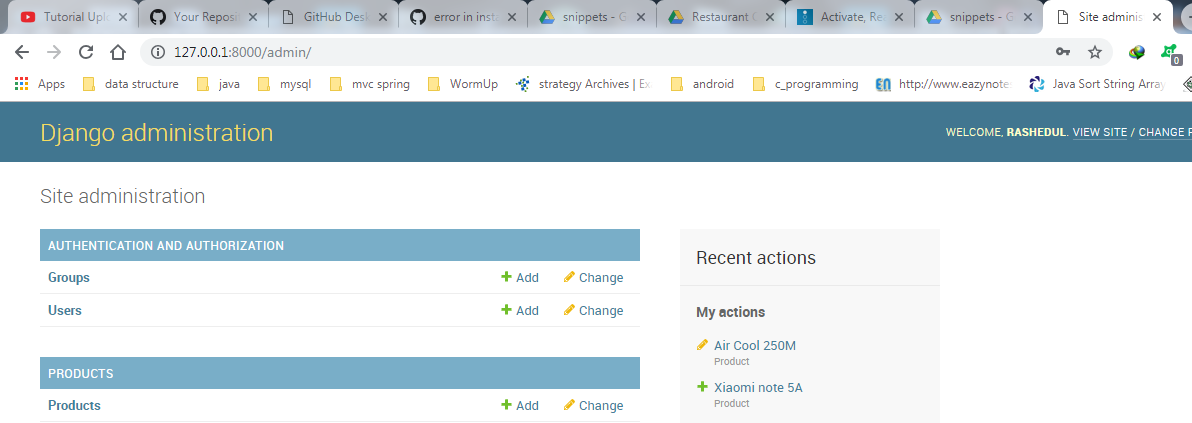 Tutorial Uplo Your Reposi GitHub Desk error in insta snippets - G Restaurant Activate, Re snippets - G Site adminis
127.0.0.1:8000/admin/
0
Apps data structure java mysql mvc spring WormUp strategy Archives | Ex android c_programming http://www.eazynote Java Sort String Array
Django administration
WELCOME, RASHEDUL. VIEW SITE / CHANGE P
Site administration
AUTHENTICATION AND AUTHORIZATION
Groups Add Change
Users Add Change
PRODUCTS
Products Add Change
Recent actions
My actions
Air Cool 250M
Product
Xiaomi note 5A
Product